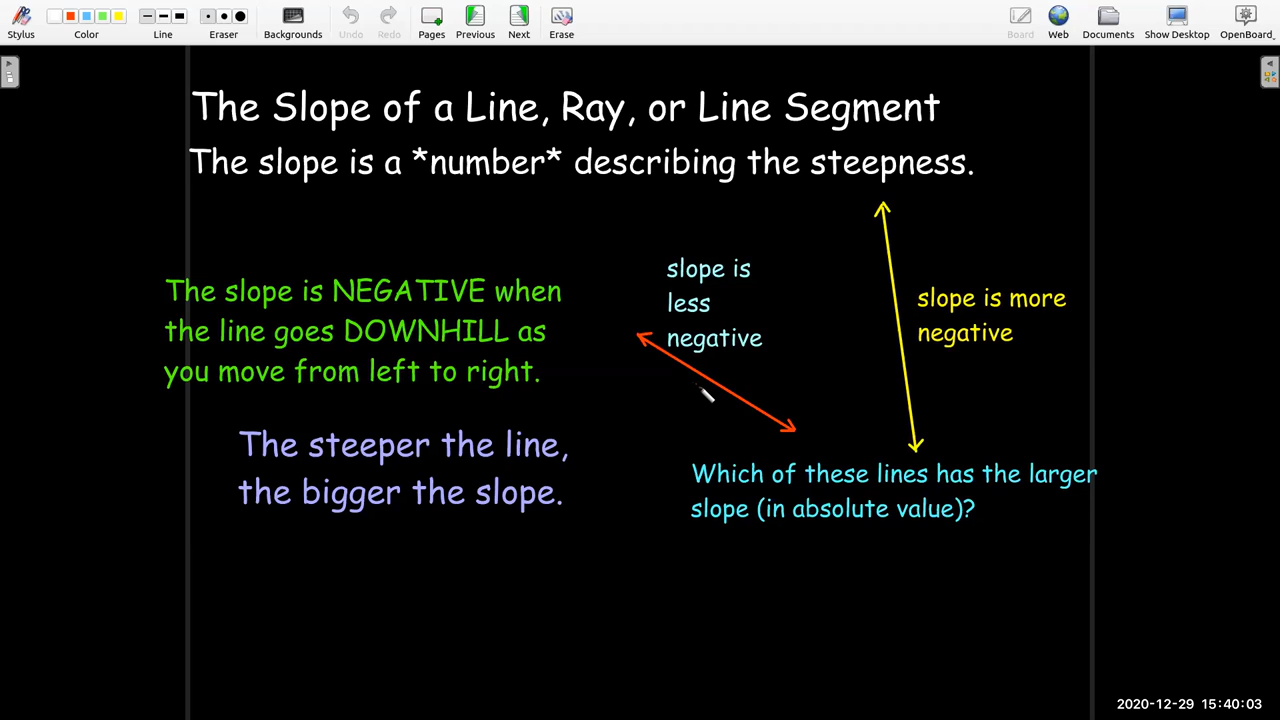 Stylus
Color
Line
Eraser
Backgrounds
Undo
Redo
Pages
Previous
Next
Erase
Board
Web
Documents
Show Desktop
OpenBoard
The Slope of a Line, Ray, or Line Segment
The slope is a *number* describing the steepness.
The slope is NEGATIVE when
the line goes DOWNHILL as
you move from left to right.
slope is
less
negative
slope is more
negative
The steeper the line,
the bigger the slope.
Which of these lines has the larger
slope (in absolute value)?
2020-12-29 15:40:03